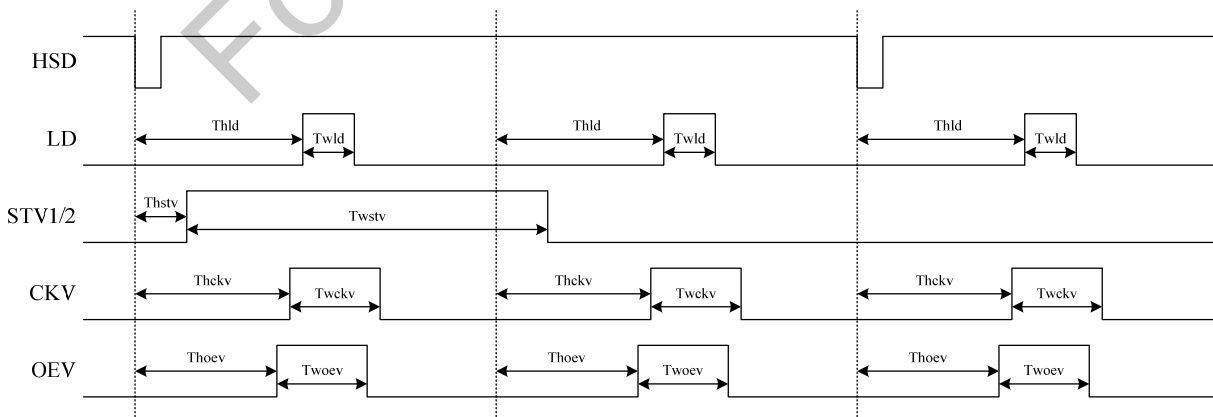 Fo
HSD
LD
Thld
Twld
Thld
Twld
Thld
Twld
STV1/2
Thstv
Twstv
CKV
Thckv
Twckv
Thckv
Twckv
Thckv
Twckv
OEV
Thoev
Twoev
Thoev
Twoev
Thoev
Twoev